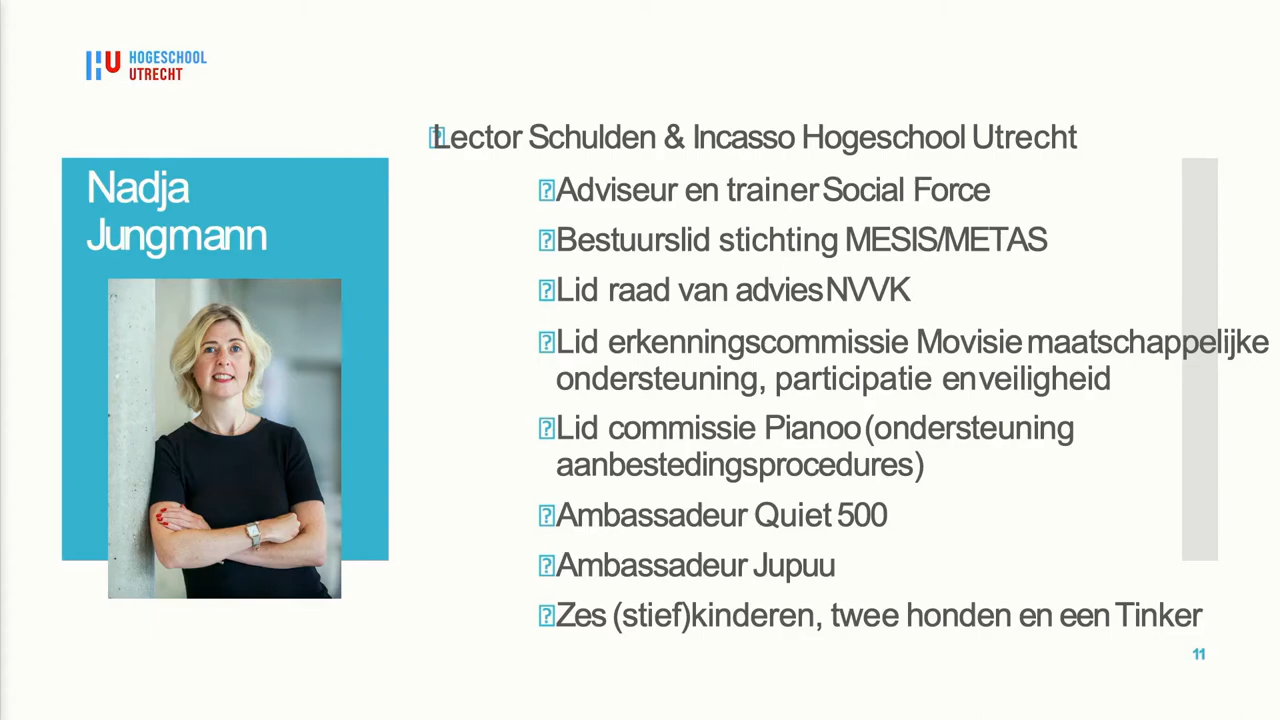 HOGESCHOOL
UTRECHT
Nadja
Jungmann
Lector Schulden & Incasso Hogeschool Utrecht
Adviseur en trainer Social Force
Bestuurslid stichting MESIS/METAS
Lid raad van advies NVVK
Lid erkenningscommissie Movisie maatschappelijke
ondersteuning, participatie en veiligheid
Lid commissie Pianoo (ondersteuning
aanbestedingsprocedures)
Ambassadeur Quiet 500
Ambassadeur Jupuu
Zes (stief)kinderen, twee honden en een Tinker
11